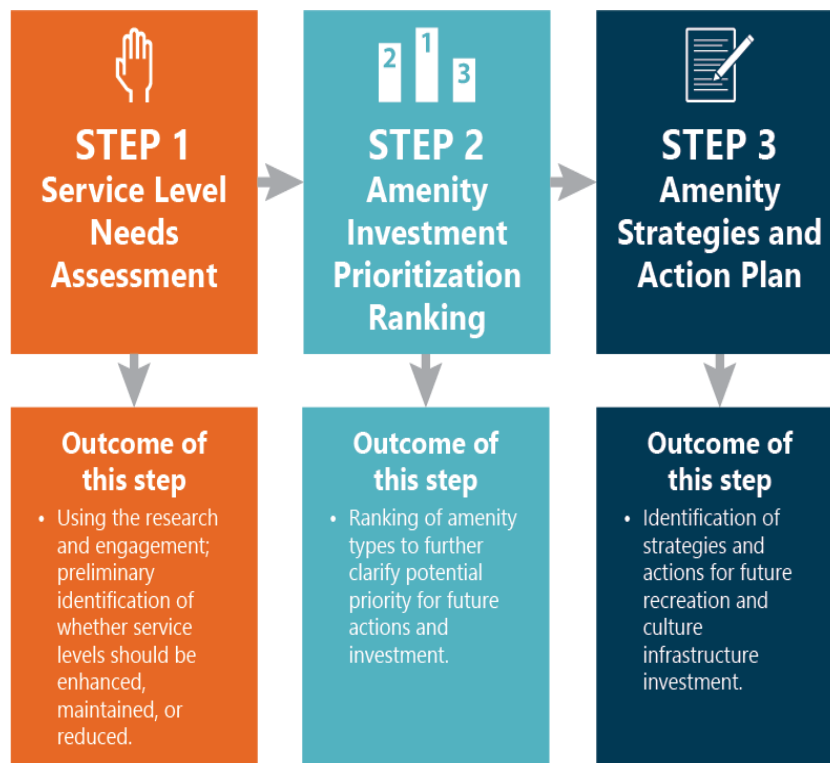 2
1
3
STEP 1
Service Level
Needs
Assessment
STEP 2
Amenity
Investment
Prioritization
Ranking
STEP 3
Amenity
Strategies and
Action Plan
Outcome of
this step
• Using the research
and engagement;
preliminary
identification of
whether service
levels should be
enhanced,
maintained, or
reduced.
Outcome of
this step
• Ranking of amenity
types to further
clarify potential
priority for future
actions and
investment.
Outcome of
this step
• Identification of
strategies and
actions for future
recreation and
culture
infrastructure
investment.